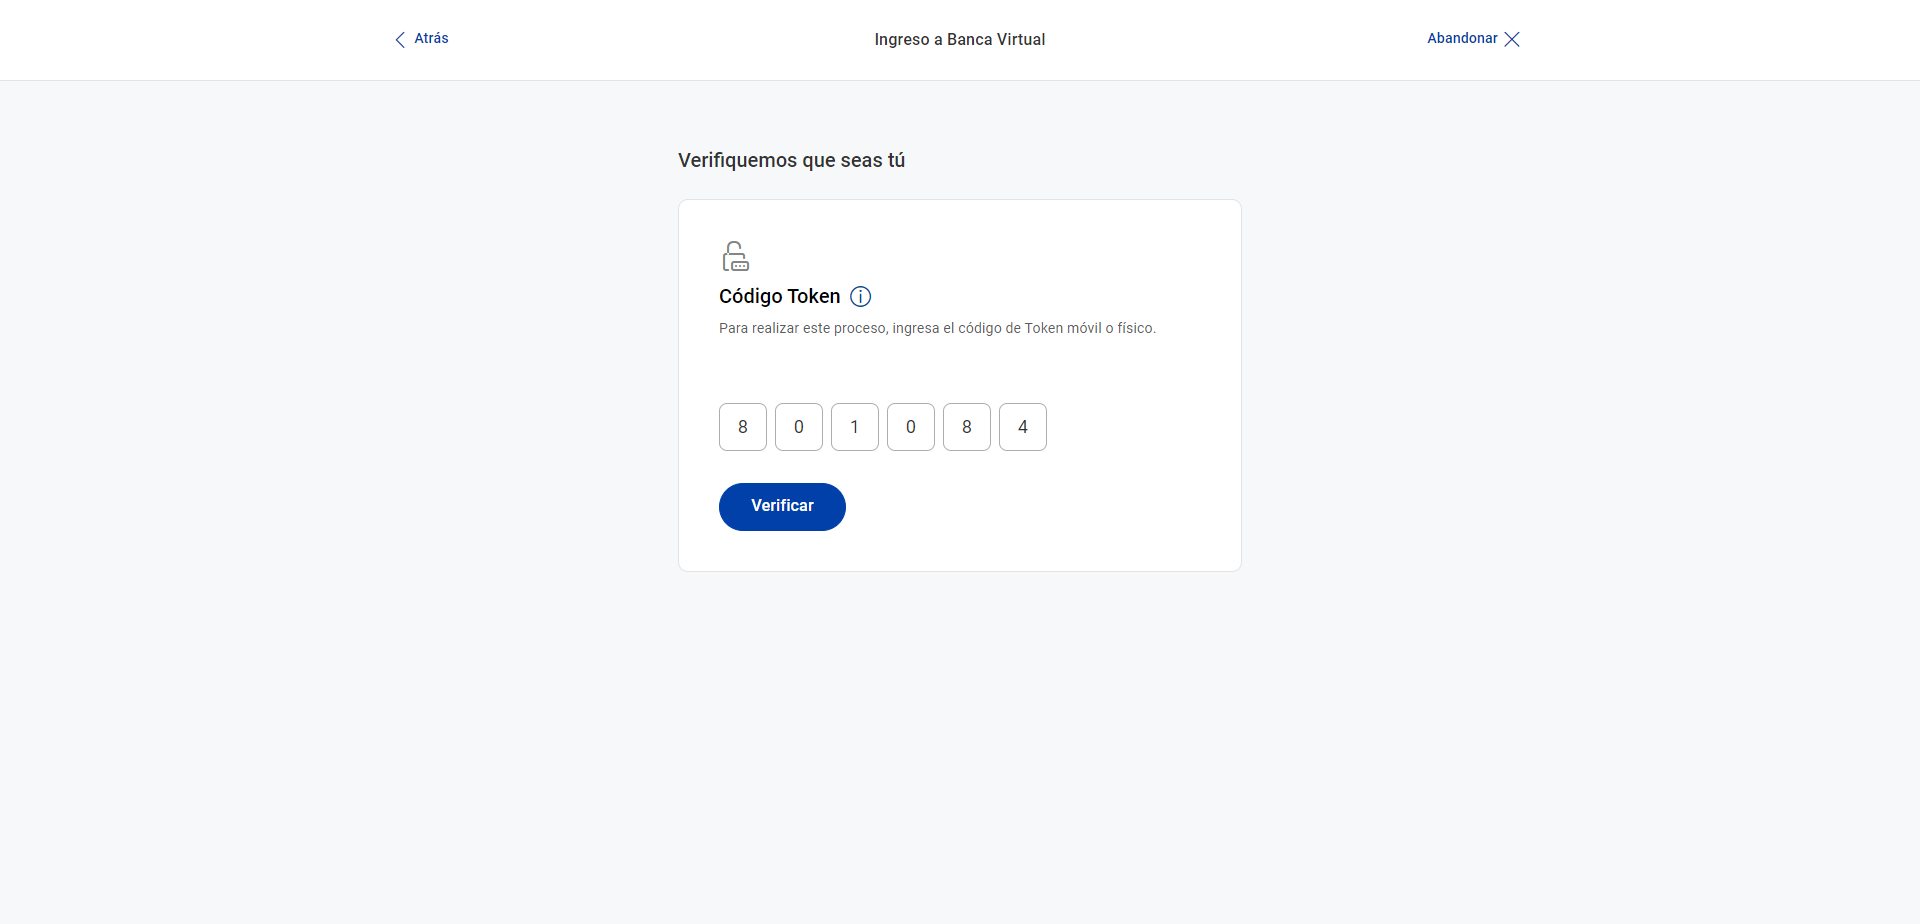 Atrás
Ingreso a Banca Virtual
Abandonar
Verifiquemos que seas tú
Código Token
Para realizar este proceso, ingresa el código de Token móvil o físico.
8 0 1 0 8 4
Verificar